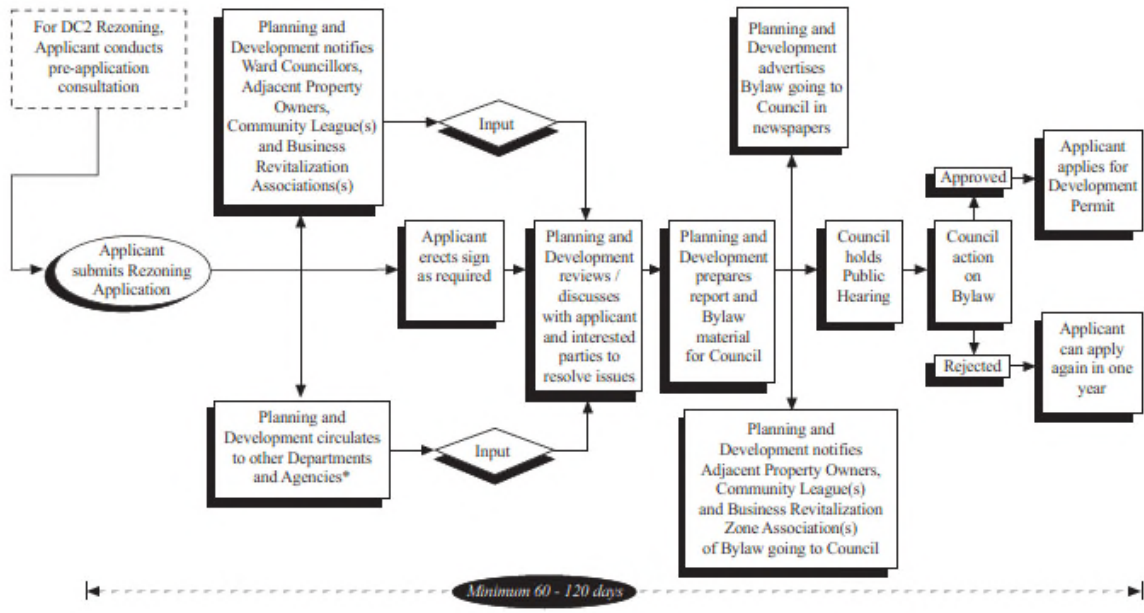 For DC2 Rezoning,
Applicant conducts
pre-application
consultation
Planning and
Development notifies
Ward Councillors,
Adjacent Property
Owners,
Community League(s)
and Business
Revitalization
Associations(s)
Input
Planning and
Development
advertises
Bylaw going to
Council in
newspapers
Approved
Applicant
applies for
Development
Permit
Applicant
submits Rezoning
Application
Applicant
erects sign
as required
Planning and
Development
reviews /
discusses
with applicant
and interested
parties to
resolve issues
Planning and
Development
prepares
report and
Bylaw
material
for Council
Council
holds
Public
Hearing
Council
action
on
Bylaw
Rejected
Applicant
can apply
again in one
year
Planning and
Development circulates
to other Departments
and Agencies*
Input
Planning and
Development notifies
Adjacent Property Owners,
Community League(s)
and Business Revitalization
Zone Association(s)
of Bylaw going to Council
Minimum 60 - 120 days